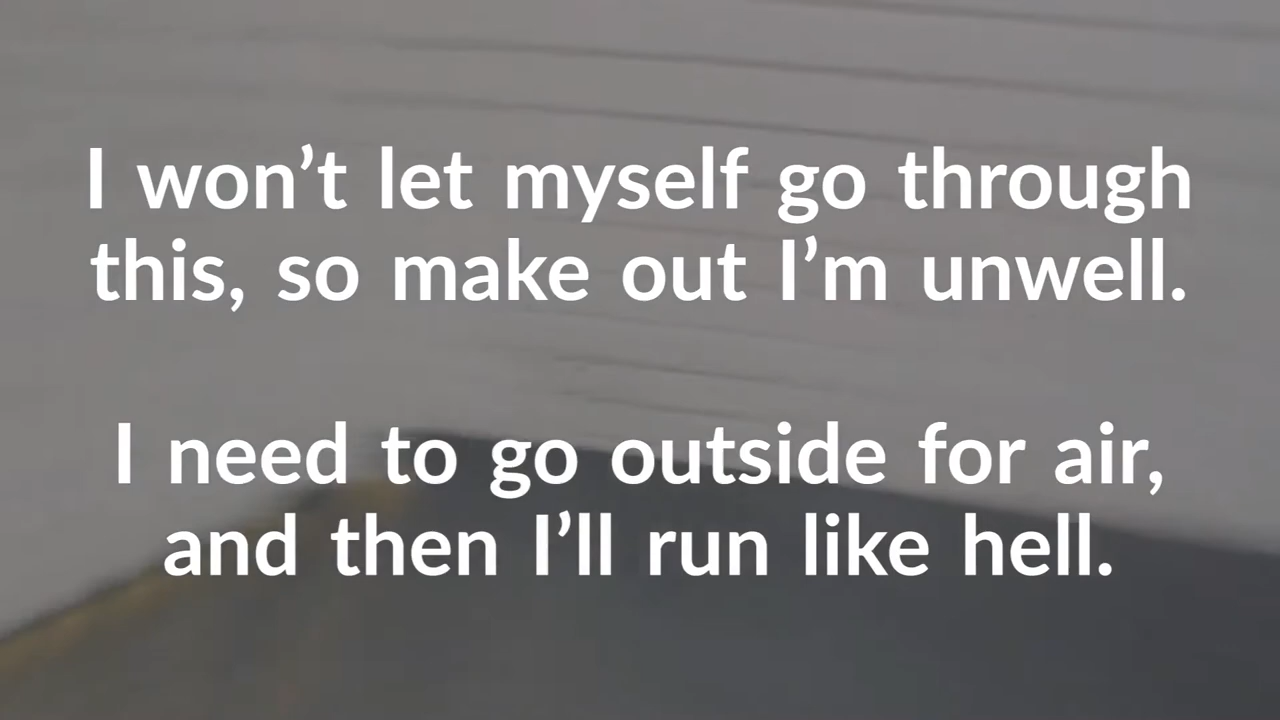 I won’t let myself go through
this, so make out I’m unwell.
I need to go outside for air,
and then I’ll run like hell.